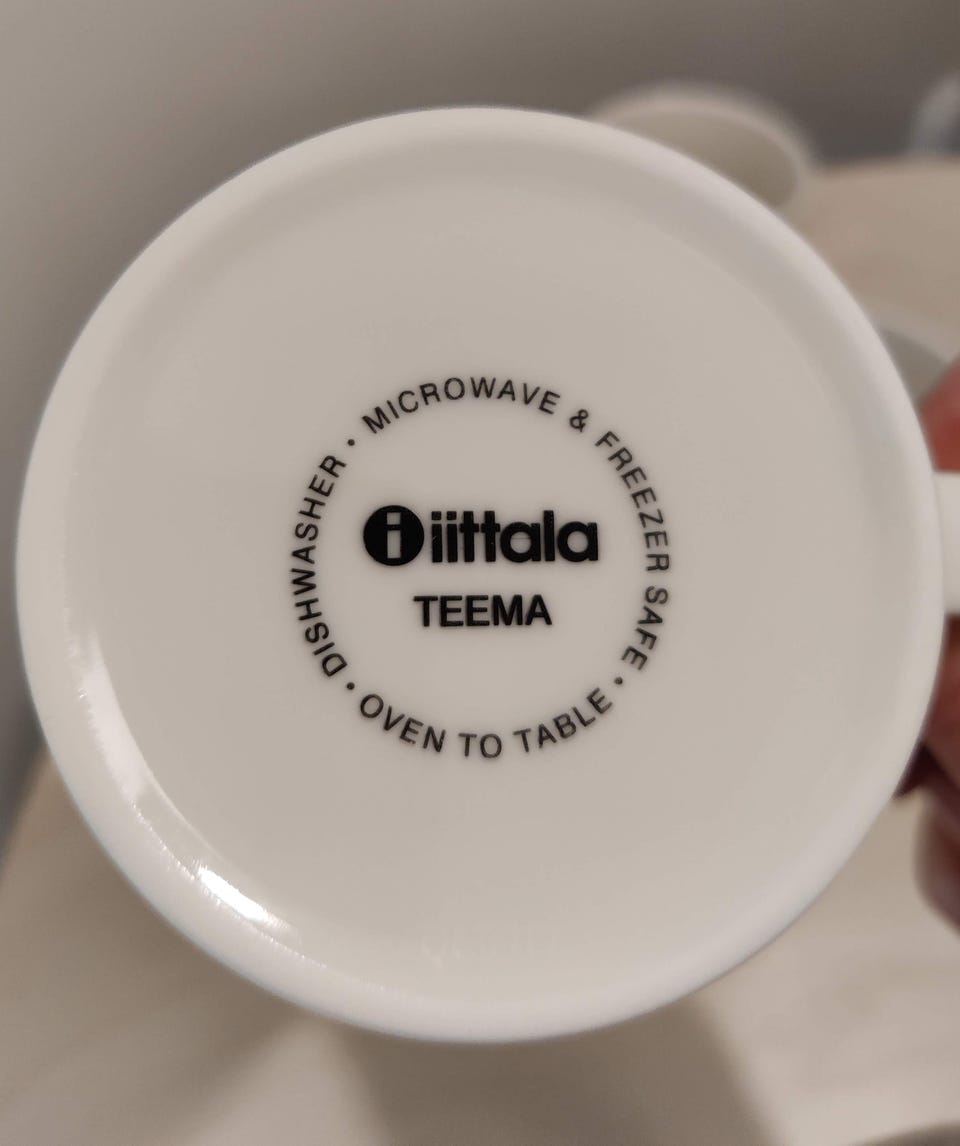 DISHWASHER • MICROWAVE & FREEZER SAFE • OVEN TO TABLE •
i iittala
TEEMA